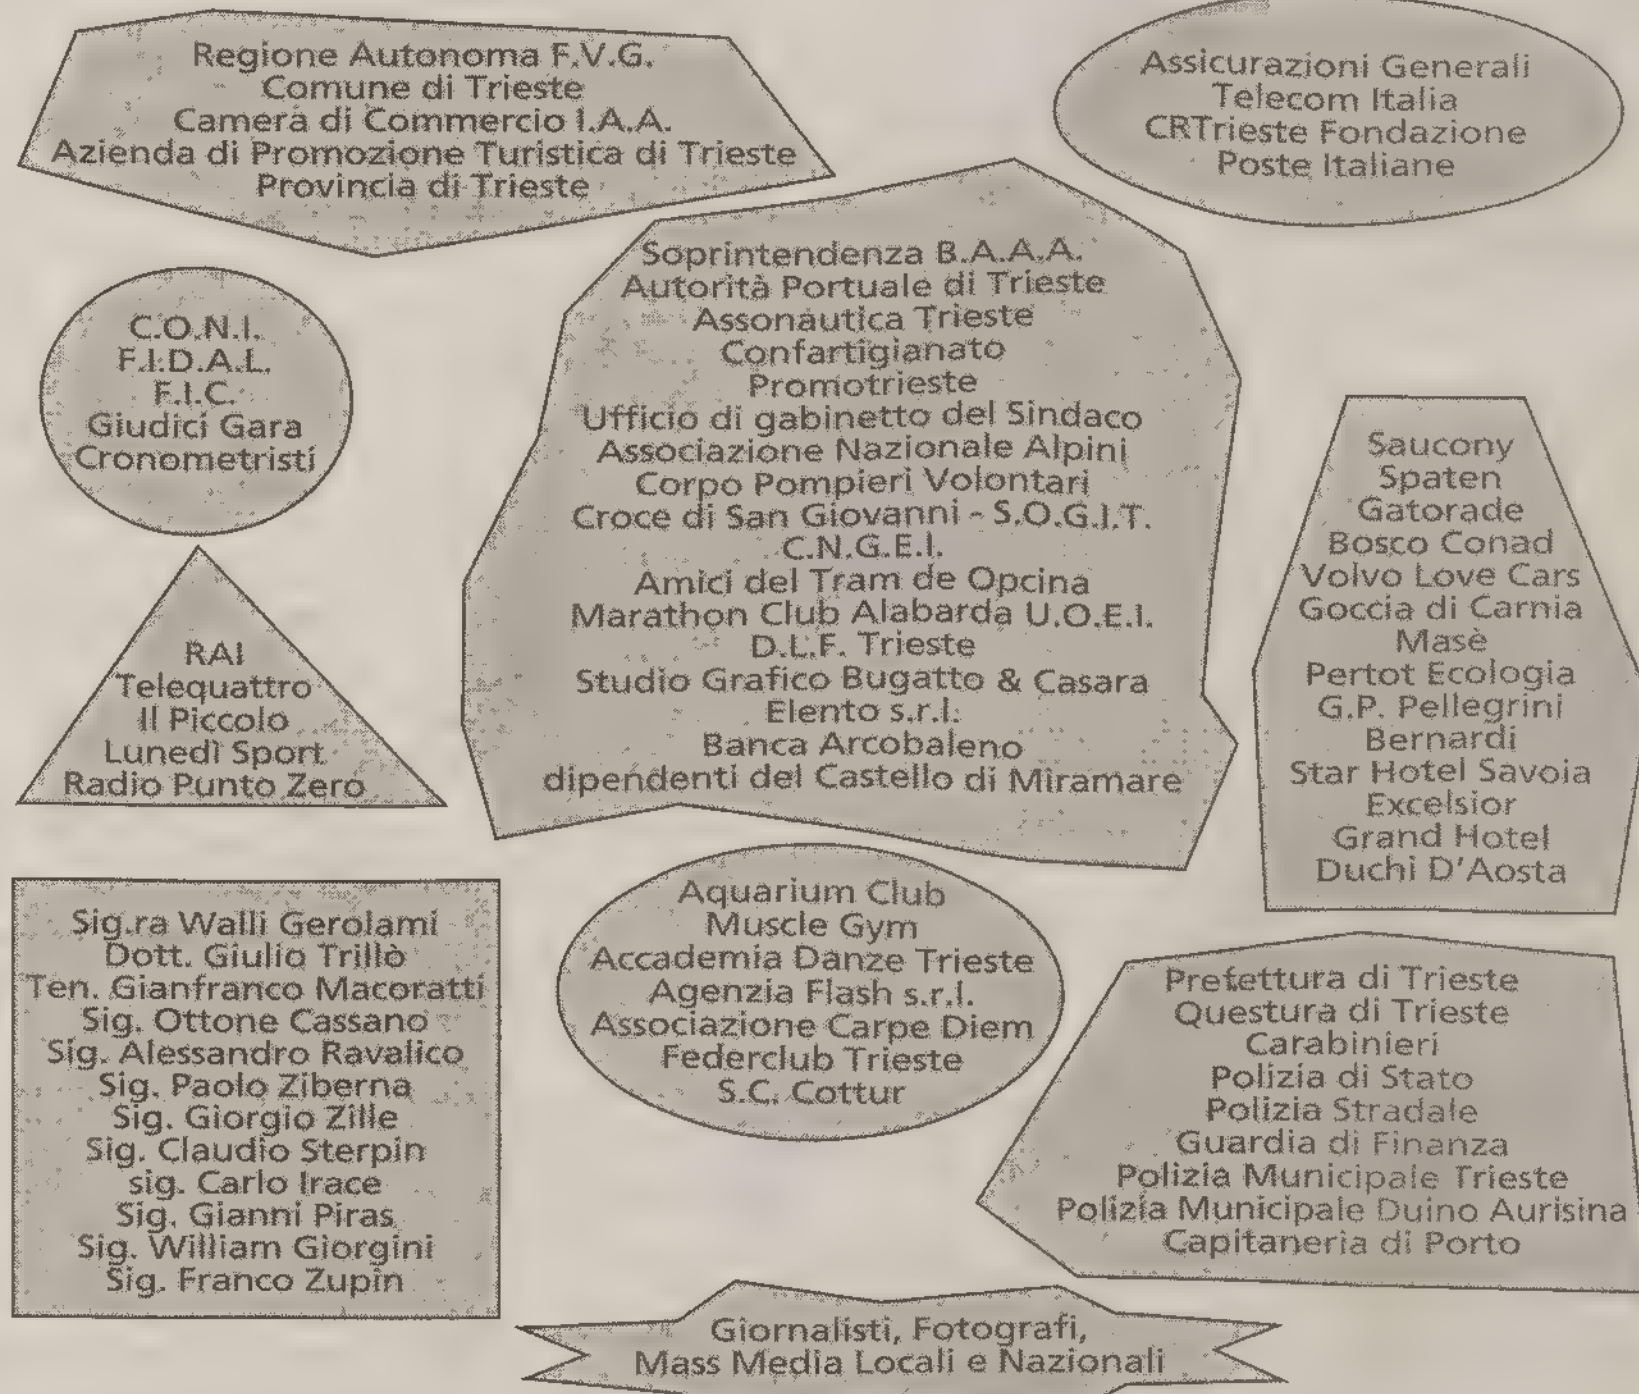 Regione Autonoma F.V.G.
Comune di Trieste
Camera di Commercio I.A.A.
Azienda di Promozione Turistica di Trieste
Provincia di Trieste
Assicurazioni Generali
Telecom Italia
CRTrieste Fondazione
Poste Italiane
C.O.N.I.
F.I.D.A.L.
F.I.C.
Giudici Gara
Cronometristi
Soprintendenza B.A.A.A.
Autorità Portuale di Trieste
Assonautica Trieste
Confartigianato
Promotrieste
Ufficio di gabinetto del Sindaco
Associazione Nazionale Alpini
Corpo Pompieri Volontari
Croce di San Giovanni - S.O.G.I.T.
C.N.G.E.I.
Amici del Tram de Opcina
Marathon Club Alabarda U.O.E.I.
D.L.F. Trieste
Studio Grafico Bugatto & Casara
Elento s.r.l.
Banca Arcobaleno
dipendenti del Castello di Miramare
Saucony
Spaten
Gatorade
Bosco Conad
Volvo Love Cars
Goccia di Carnia
Masè
Pertot Ecologia
G.P. Pellegrini
Bernardi
Star Hotel Savoia
Excelsior
Grand Hotel
Duchi D'Aosta
RAI
Telequattro
Il Piccolo
Lunedì Sport
Radio Punto Zero
Sig.ra Walli Gerolami
Dott. Giulio Trillò
Ten. Gianfranco Macoratti
Sig. Ottone Cassano
Sig. Alessandro Ravalico
Sig. Paolo Ziberna
Sig. Giorgio Zille
Sig. Claudio Sterpin
sig. Carlo Irace
Sig. Gianni Piras
Sig. William Giorgini
Sig. Franco Zupin
Aquarium Club
Muscle Gym
Accademia Danze Trieste
Agenzia Flash s.r.l.
Associazione Carpe Diem
Federclub Trieste
S.C. Cottur
Prefettura di Trieste
Questura di Trieste
Carabinieri
Polizia di Stato
Polizia Stradale
Guardia di Finanza
Polizia Municipale Trieste
Polizia Municipale Duino Aurisina
Capitaneria di Porto
Giornalisti, Fotografi,
Mass Media Locali e Nazionali